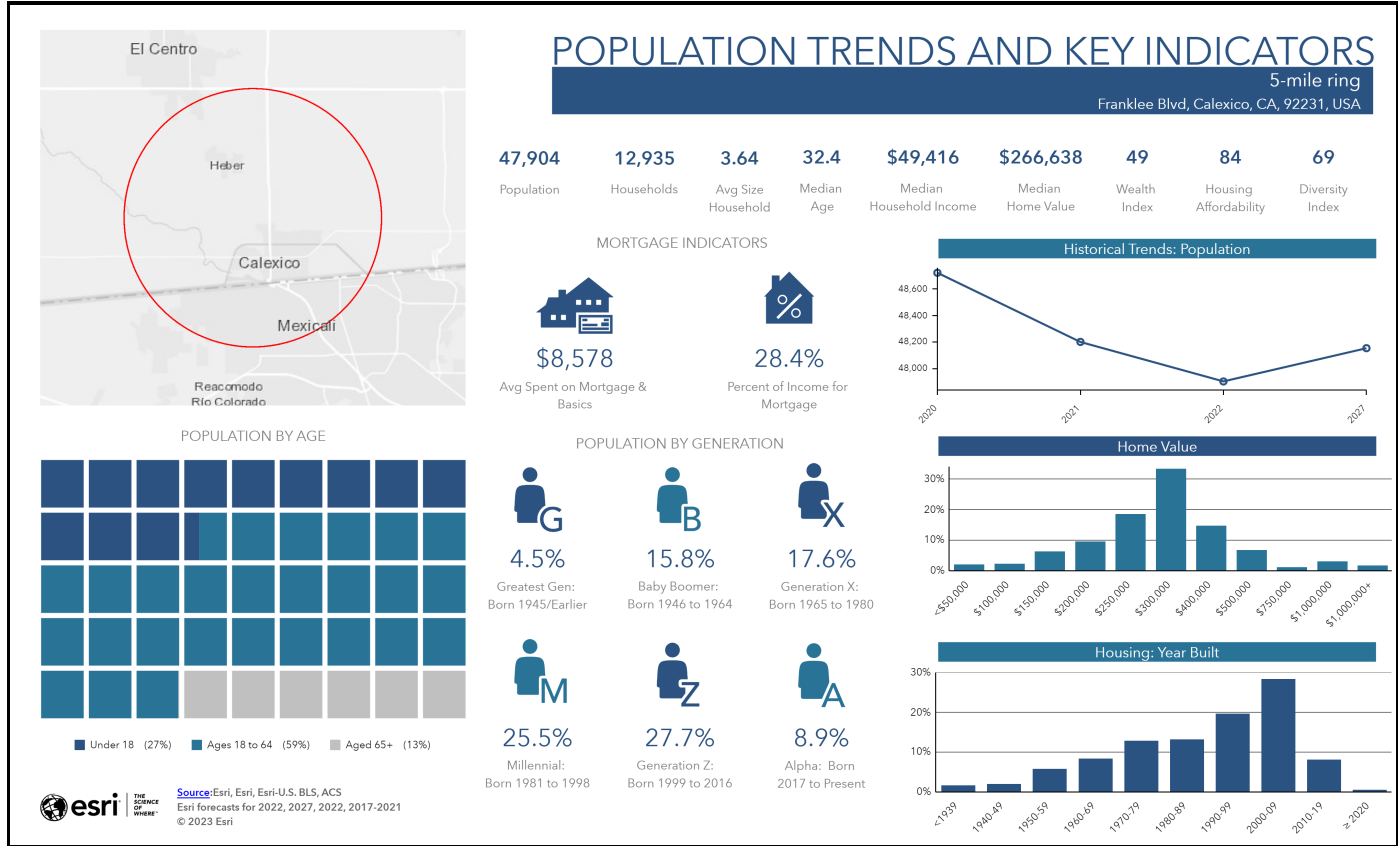 El Centro
Heber
Calexico
Mexicali
Reacomodo
Río Colorado
POPULATION TRENDS AND KEY INDICATORS
5-mile ring
Franklee Blvd, Calexico, CA, 92231, USA
47,904
Population
12,935
Households
3.64
Avg Size
Household
32.4
Median
Age
$49,416
Median
Household Income
$266,638
Median
Home Value
49
Wealth
Index
84
Housing
Affordability
69
Diversity
Index
MORTGAGE INDICATORS
$8,578
Avg Spent on Mortgage &
Basics
%
28.4%
Percent of Income for
Mortgage
Historical Trends: Population
48,600
48,400
48,200
48,000
2020
2021
2022
2027
POPULATION BY AGE
Under 18 (27%)
Ages 18 to 64 (59%)
Aged 65+ (13%)
POPULATION BY GENERATION
G
4.5%
Greatest Gen:
Born 1945/Earlier
B
15.8%
Baby Boomer:
Born 1946 to 1964
X
17.6%
Generation X:
Born 1965 to 1980
M
25.5%
Millennial:
Born 1981 to 1998
Z
27.7%
Generation Z:
Born 1999 to 2016
A
8.9%
Alpha: Born
2017 to Present
Home Value
30%
20%
10%
0%
<$50,000
$100,000
$150,000
$200,000
$250,000
$300,000
$400,000
$500,000
$750,000
$1,000,000
$1,000,000+
Housing: Year Built
30%
20%
10%
0%
<1939
1940-49
1950-59
1960-69
1970-79
1980-89
1990-99
2000-09
2010-19
≥ 2020
esri
THE
SCIENCE
OF
WHERE™
Source:Esri, Esri, Esri-U.S. BLS, ACS
Esri forecasts for 2022, 2027, 2022, 2017-2021
© 2023 Esri